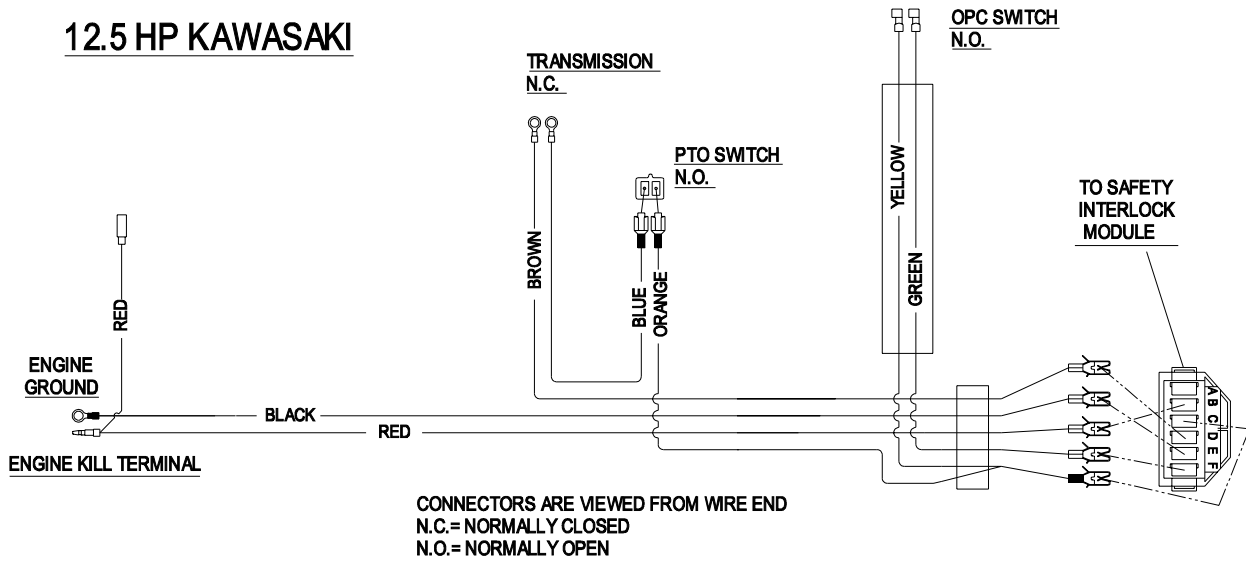 12.5 HP KAWASAKI
OPC SWITCH
N.O.
TRANSMISSION
N.C.
PTO SWITCH
N.O.
YELLOW
TO SAFETY
INTERLOCK
MODULE
BROWN
GREEN
RED
BLUE
ORANGE
ENGINE
GROUND
BLACK
RED
ENGINE KILL TERMINAL
A
B
C
D
E
F
CONNECTORS ARE VIEWED FROM WIRE END
N.C.= NORMALLY CLOSED
N.O.= NORMALLY OPEN